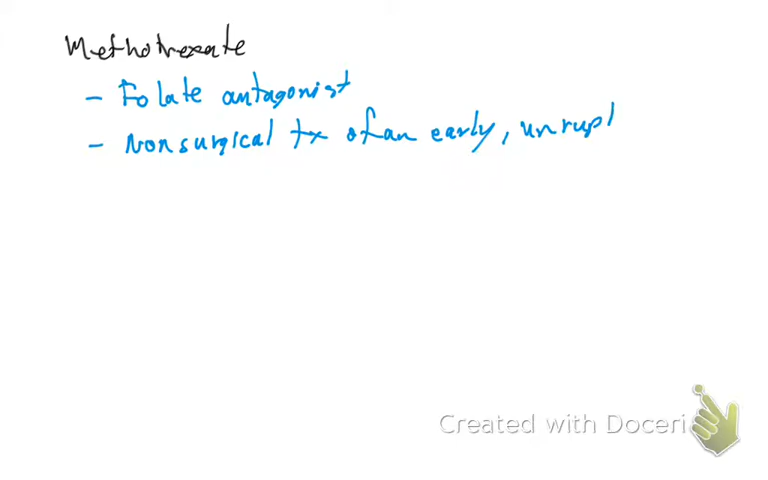 Methotrexate
- Folate antagonist
- Nonsurgical tx of an early, unrupt
Created with Doceri